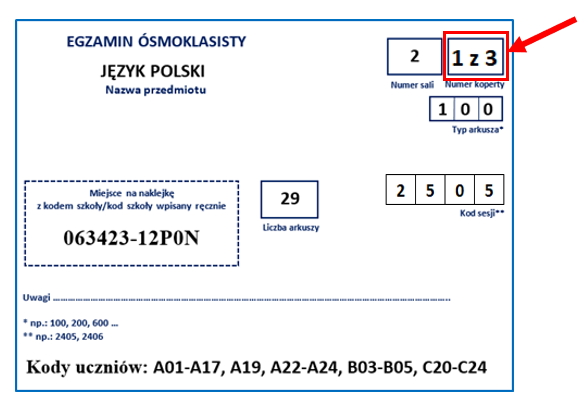 EGZAMIN ÓSMOKLASISTY
JĘZYK POLSKI
Nazwa przedmiotu
2
1 z 3
Numer sali
Numer koperty
1 0 0
Typ arkusza*
Miejsce na naklejkę
z kodem szkoły/kod szkoły wpisany ręcznie
063423-12P0N
29
Liczba arkuszy
2 5 0 5
Kod sesji**
Uwagi ...............................................................................................................
* np.: 100, 200, 600 ...
** np.: 2405, 2406
Kody uczniów: A01-A17, A19, A22-A24, B03-B05, C20-C24